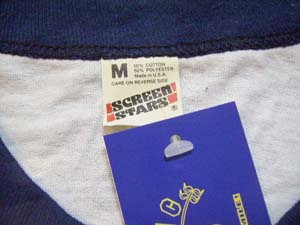 M
50% COTTON
50% POLYESTER
Made in U.S.A.
CARE ON REVERSE SIDE
SCREEN
STARS
®